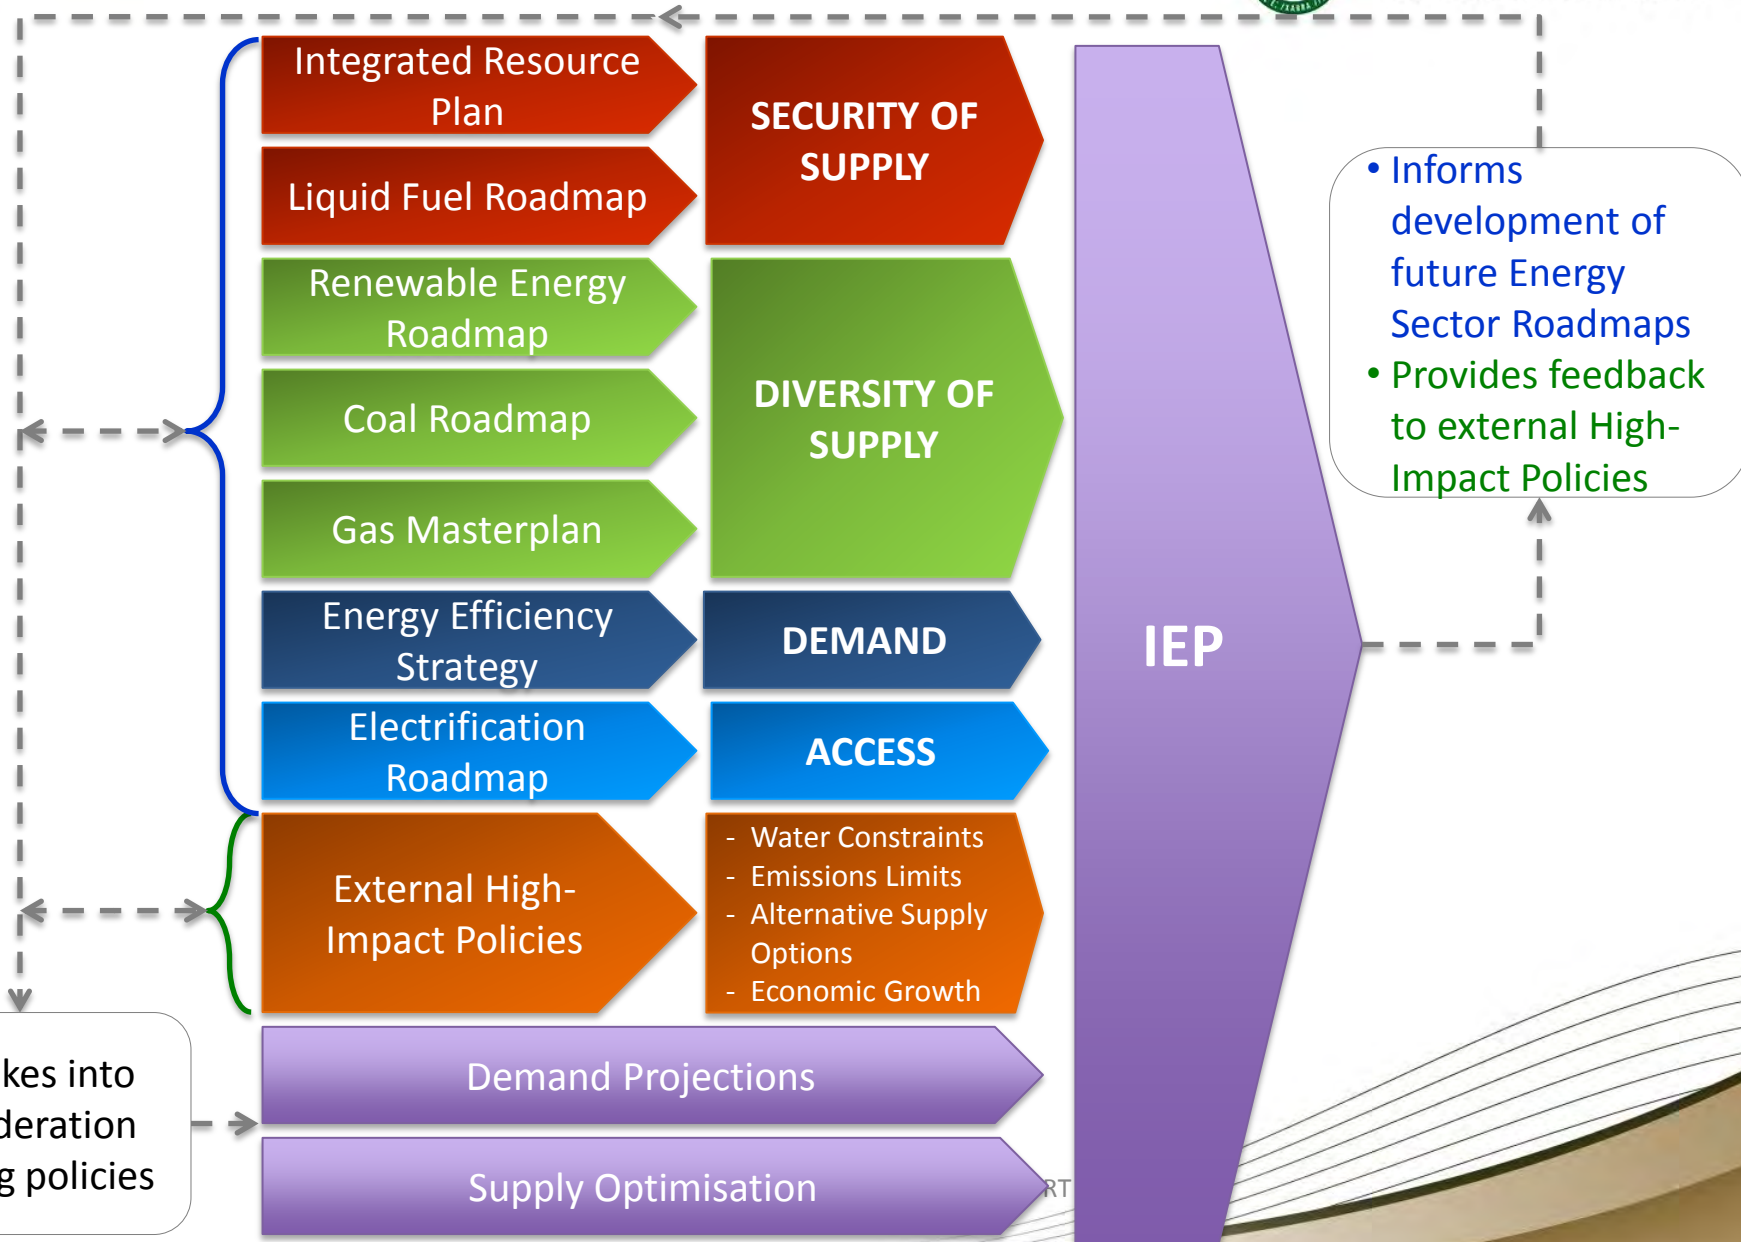 Integrated Resource
Plan
SECURITY OF
SUPPLY
Liquid Fuel Roadmap
Renewable Energy
Roadmap
Coal Roadmap
DIVERSITY OF
SUPPLY
Gas Masterplan
Energy Efficiency
Strategy
DEMAND
Electrification
Roadmap
ACCESS
External High-
Impact Policies
- Water Constraints
- Emissions Limits
- Alternative Supply
Options
- Economic Growth
Demand Projections
Supply Optimisation
IEP
• Informs
development of
future Energy
Sector Roadmaps
• Provides feedback
to external High-
Impact Policies
kes into
deration
g policies
RT